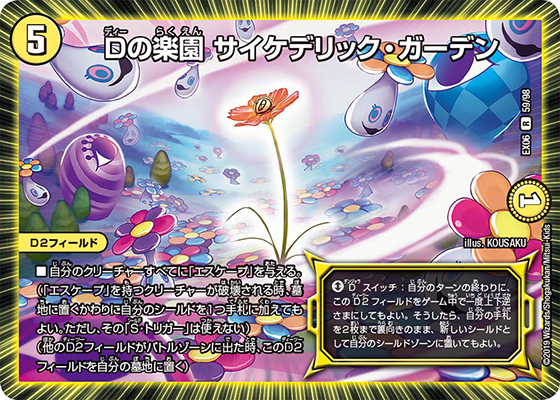 5
ディー らくえん
Dの楽園 サイケデリック・ガーデン
EX06 R 59/98
1
D2フィールド
illus. KOUSAKU
■自分のクリーチャーすべてに「エスケープ」を与える。
(「エスケープ」を持つクリーチャーが破壊される時、墓
地に置くかわりに自分のシールドを1つ手札に加えても
よい。ただし、その「S・トリガー」は使えない)
(他のD2フィールドがバトルゾーンに出た時、このD2
フィールドを自分の墓地に置く)
D スイッチ:自分のターンの終わりに、
このD2フィールドをゲーム中で一度上下逆
さまにしてもよい。そうしたら、自分の手札
を2枚まで裏向きのまま、新しいシールドと
して自分のシールドゾーンに置いてもよい。
©2019 Wizards/Shogakukan/Mitsui-Kids